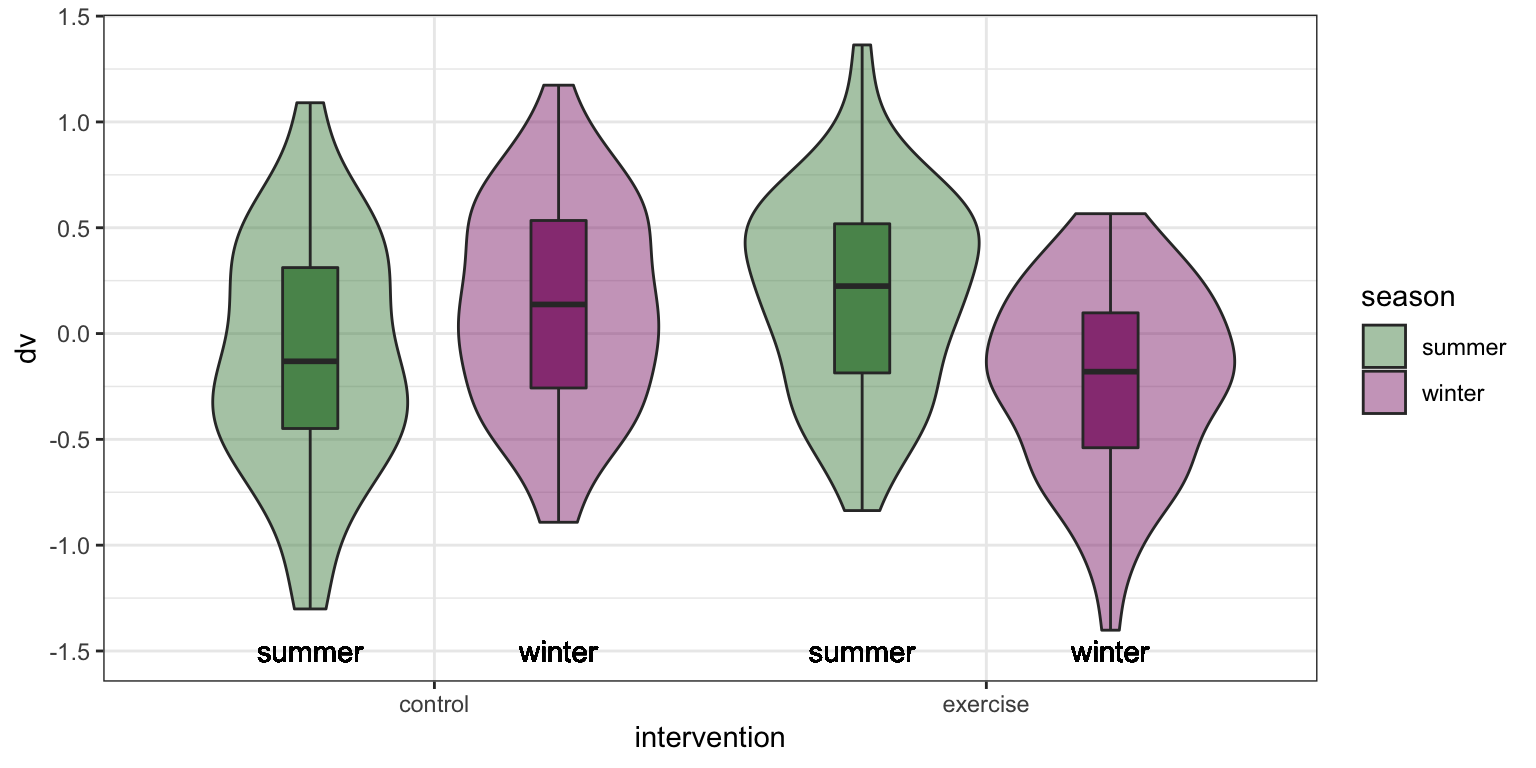 1.5
1.0
0.5
0.0
-0.5
-1.0
-1.5
dv
summer winter summer winter
control exercise
intervention
season
summer
winter